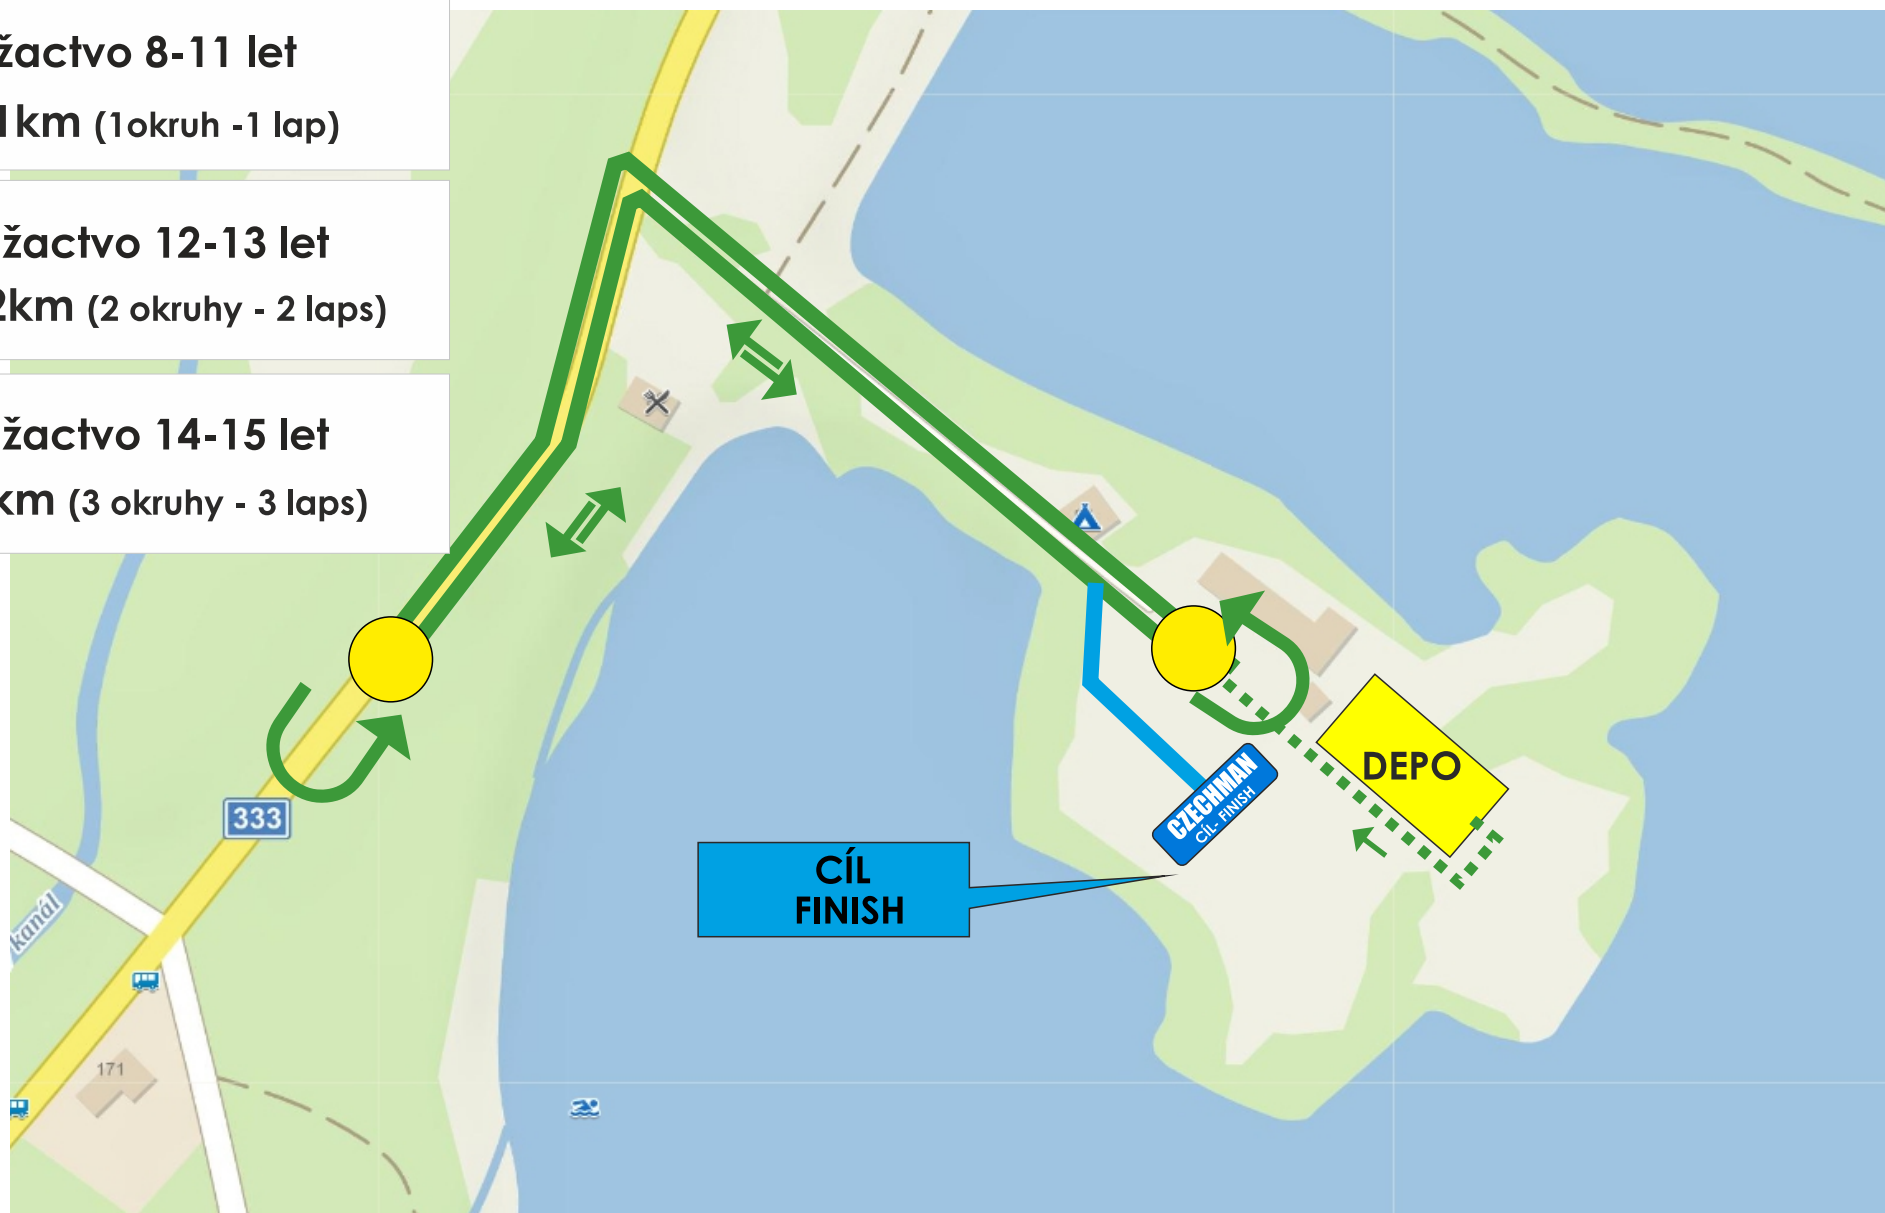 žactvo 8-11 let
1km (1okruh -1 lap)
žactvo 12-13 let
2km (2 okruhy - 2 laps)
žactvo 14-15 let
km (3 okruhy - 3 laps)
333
kanál
171
DEPO
CZECHMAN
CÍL- FINISH
CÍL
FINISH